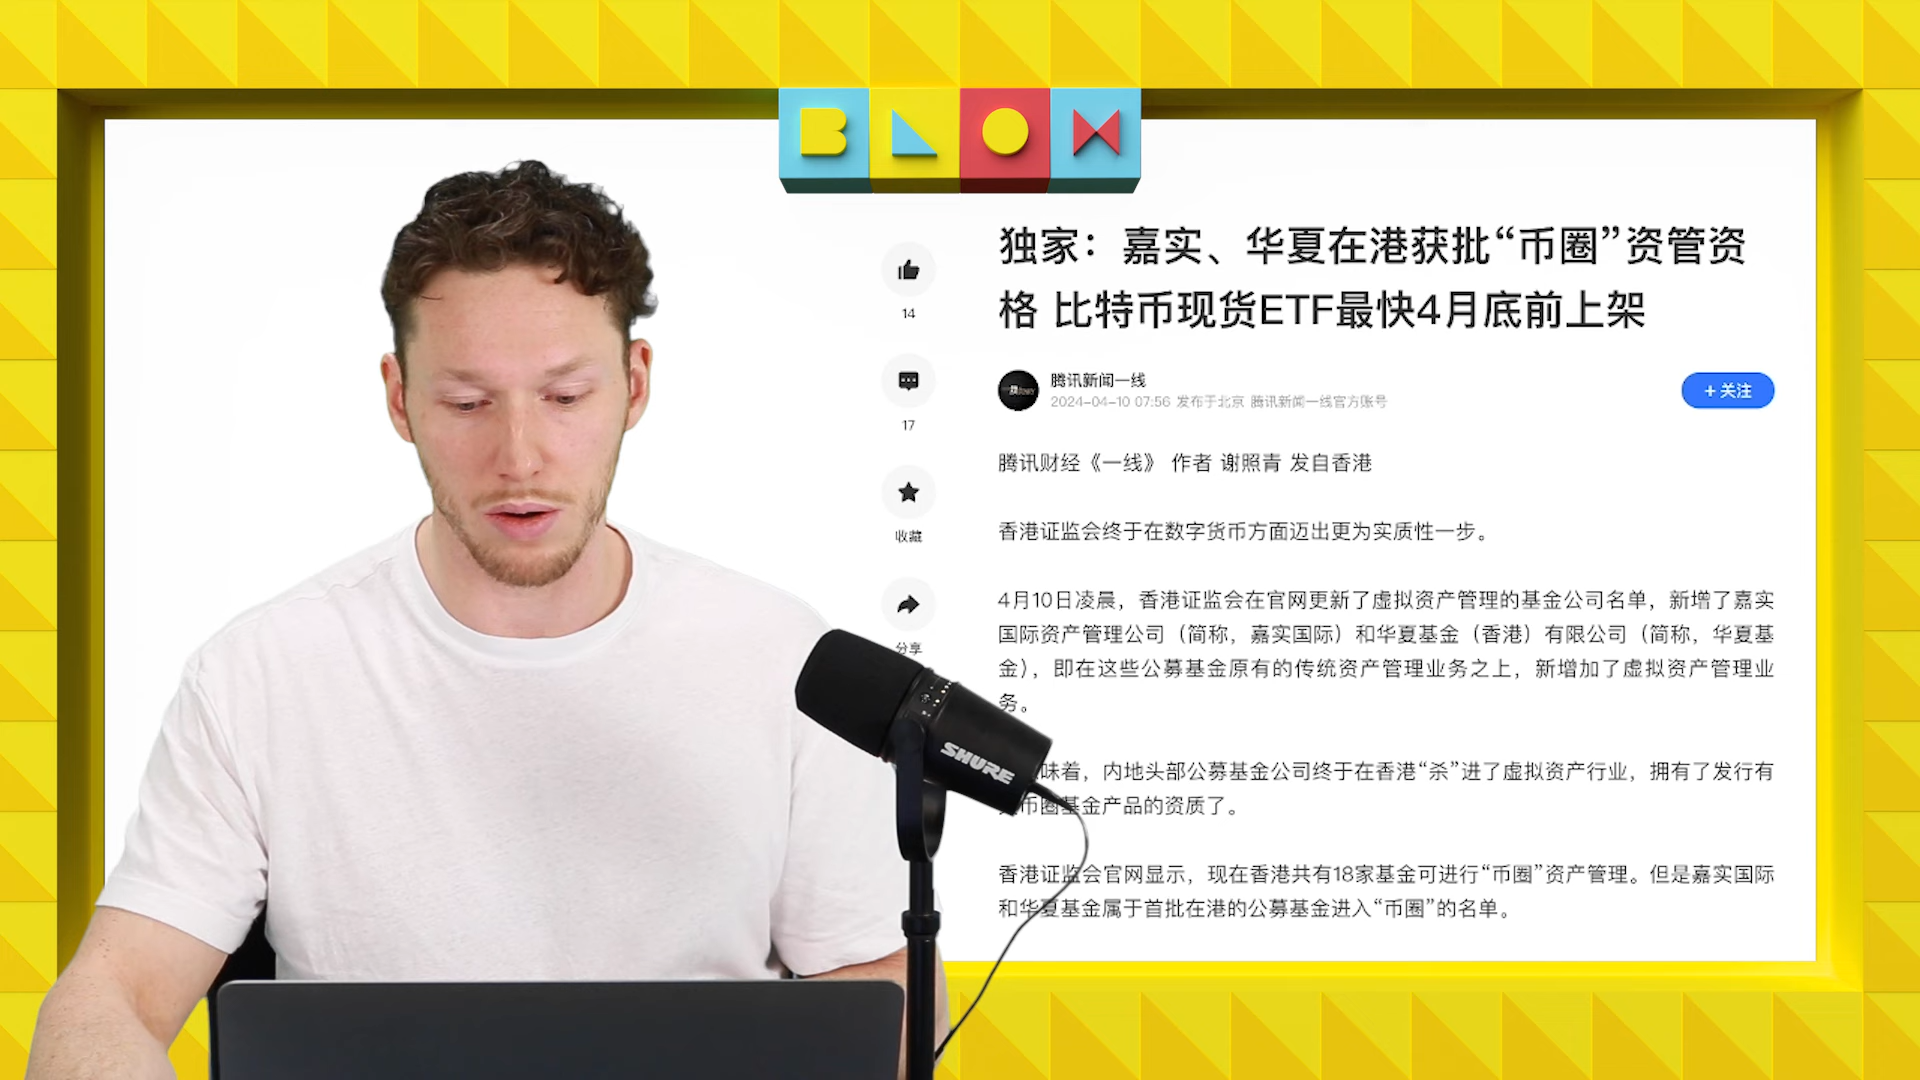 BLOX
独家：嘉实、华夏在港获批“币圈”资管资
格 比特币现货ETF最快4月底前上架
14
腾讯新闻一线
2024-04-10 07:56 发布于北京 腾讯新闻一线官方账号
+ 关注
17
腾讯财经《一线》 作者 谢照青 发自香港
收藏
香港证监会终于在数字货币方面迈出更为实质性一步。
分享
4月10日凌晨，香港证监会在官网更新了虚拟资产管理的基金公司名单，新增了嘉实
国际资产管理公司（简称，嘉实国际）和华夏基金（香港）有限公司（简称，华夏基
金），即在这些公募基金原有的传统资产管理业务之上，新增加了虚拟资产管理业
务。
SHURE
味着，内地头部公募基金公司终于在香港“杀”进了虚拟资产行业，拥有了发行有
币圈基金产品的资质了。
香港证监会官网显示，现在香港共有18家基金可进行“币圈”资产管理。但是嘉实国际
和华夏基金属于首批在港的公募基金进入“币圈”的名单。